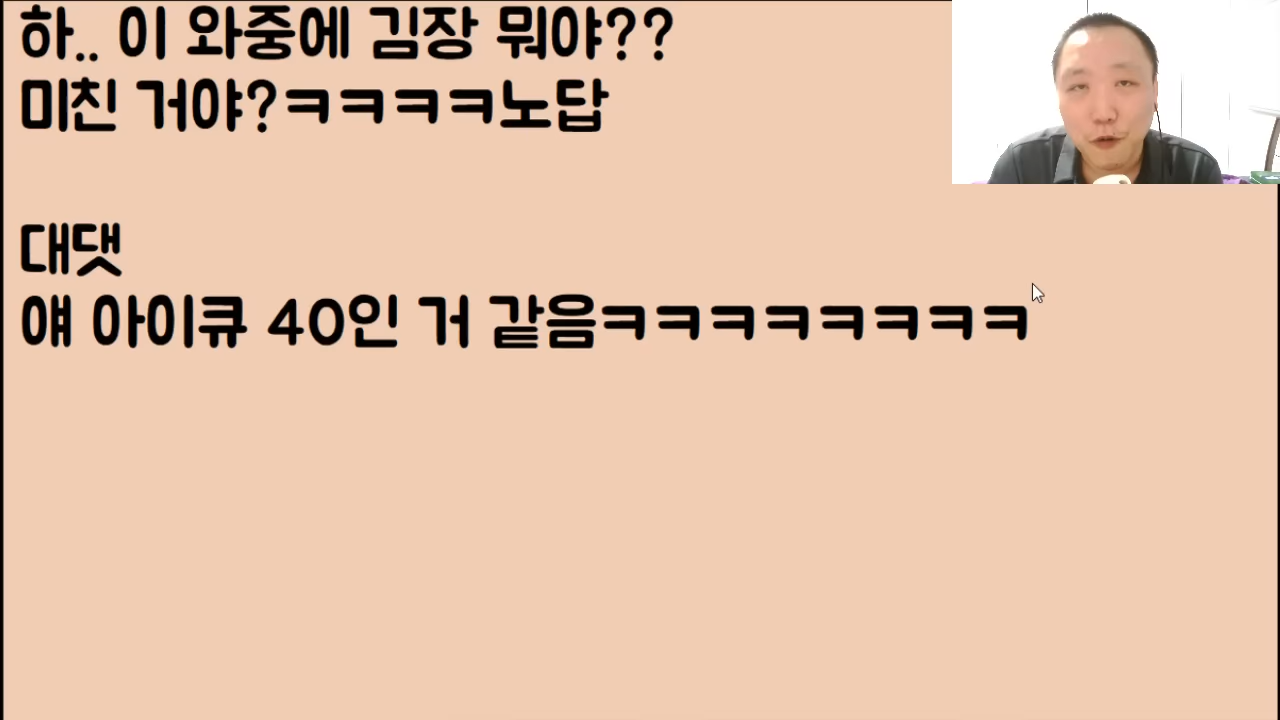 하.. 이 와중에 김장 뭐야??
미친 거야?ㅋㅋㅋㅋ노답
대댓
얘 아이큐 40인 거 같음ㅋㅋㅋㅋㅋㅋㅋㅋ